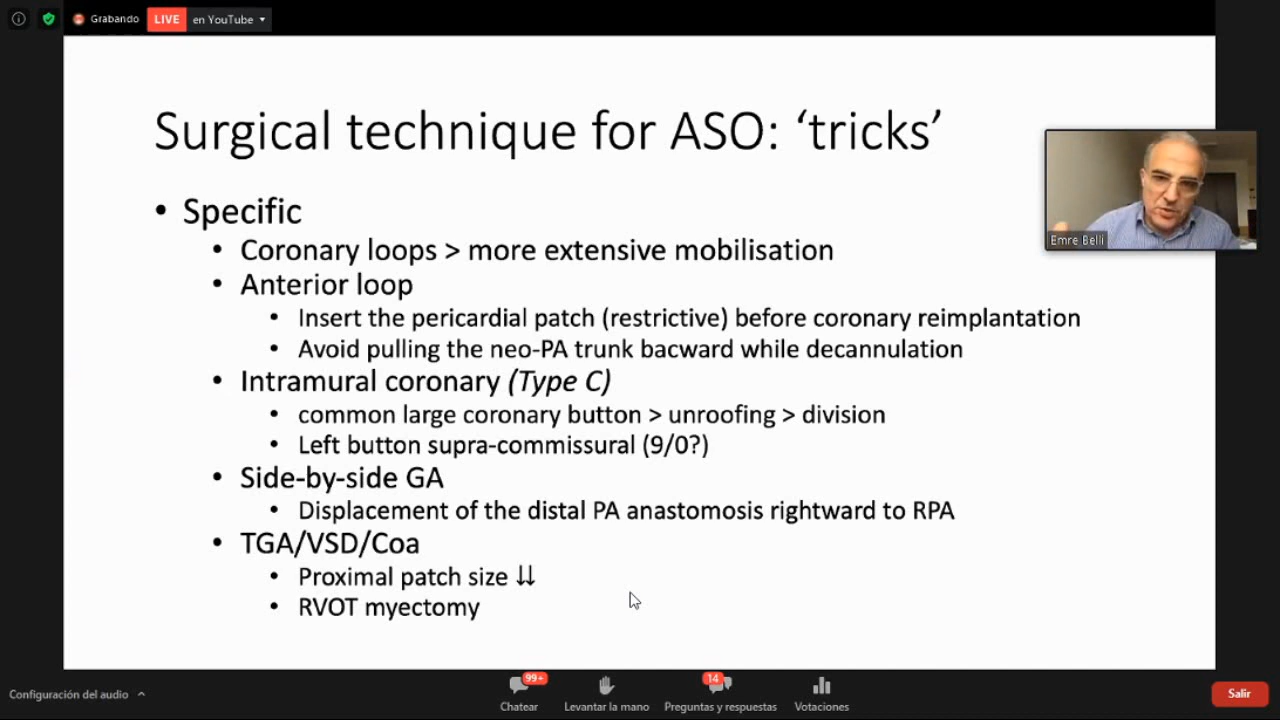 Grabando LIVE en YouTube
Surgical technique for ASO: ‘tricks’
• Specific
• Coronary loops > more extensive mobilisation
• Anterior loop
• Insert the pericardial patch (restrictive) before coronary reimplantation
• Avoid pulling the neo-PA trunk bacward while decannulation
• Intramural coronary (Type C)
• common large coronary button > unroofing > division
• Left button supra-commissural (9/0?)
• Side-by-side GA
• Displacement of the distal PA anastomosis rightward to RPA
• TGA/VSD/Coa
• Proximal patch size ⇊
• RVOT myectomy
Emre Belli
Configuración del audio
99+
Chatear
Levantar la mano
14
Preguntas y respuestas
Votaciones
Salir